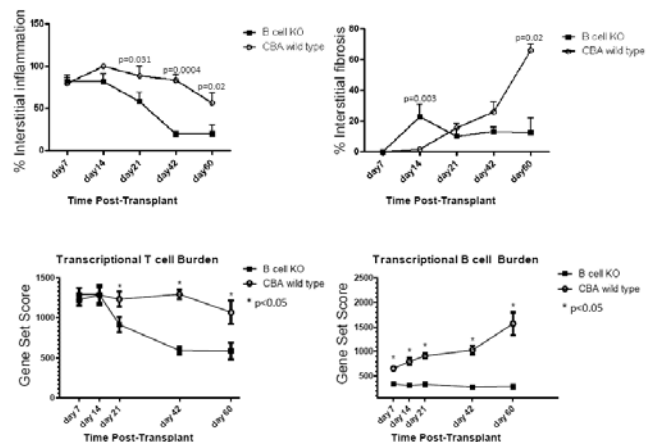 B cell KO
CBA wild type
% Interstitial inflammation
150
100
50
0
p=0.031
p=0.0004
p=0.02
day7
day14
day21
day42
day60
Time Post-Transplant
B cell KO
CBA wild type
% Interstitial fibrosis
80
60
40
20
0
p=0.003
p=0.02
day7
day14
day21
day42
day60
Time Post-Transplant
Transcriptional T cell Burden
B cell KO
CBA wild type
* p<0.05
Gene Set Score
1500
1000
500
0
* * *
day 7
day 14
day 21
day 42
day 60
Time Post-Transplant
Transcriptional B cell Burden
B cell KO
CBA wild type
* p<0.05
Gene Set Score
2000
1500
1000
500
* * * * *
day 7
day 14
day 21
day 42
day 60
Time Post-Transplant